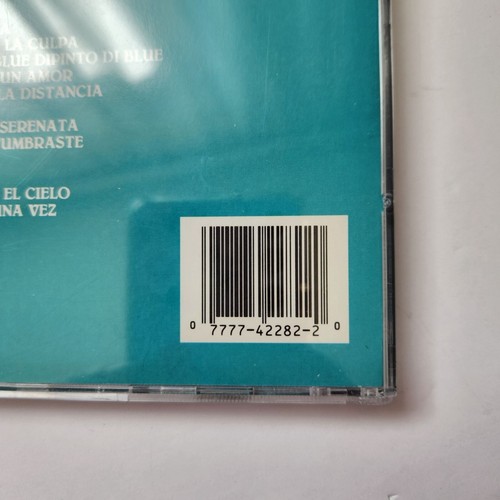 LA CULPA
BLUE DIPINTO DI BLUE
UN AMOR
LA DISTANCIA
SERENATA
UMBRASTE
EL CIELO
UNA VEZ
0 7777-42282-2 0